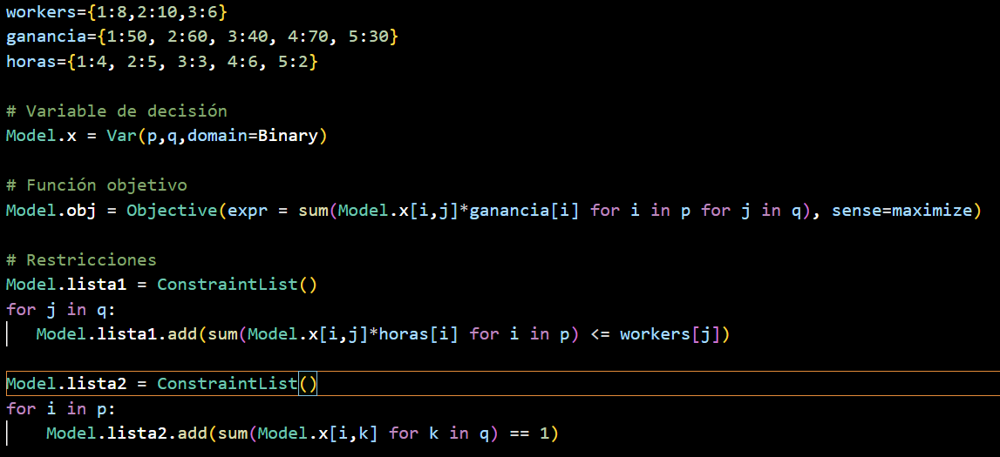 workers={1:8,2:10,3:6}
ganancia={1:50, 2:60, 3:40, 4:70, 5:30}
horas={1:4, 2:5, 3:3, 4:6, 5:2}
# Variable de decisión
Model.x = Var(p,q,domain=Binary)
# Función objetivo
Model.obj = Objective(expr = sum(Model.x[i,j]*ganancia[i] for i in p for j in q), sense=maximize)
# Restricciones
Model.lista1 = ConstraintList()
for j in q:
Model.lista1.add(sum(Model.x[i,j]*horas[i] for i in p) <= workers[j])
Model.lista2 = ConstraintList()
for i in p:
Model.lista2.add(sum(Model.x[i,k] for k in q) == 1)